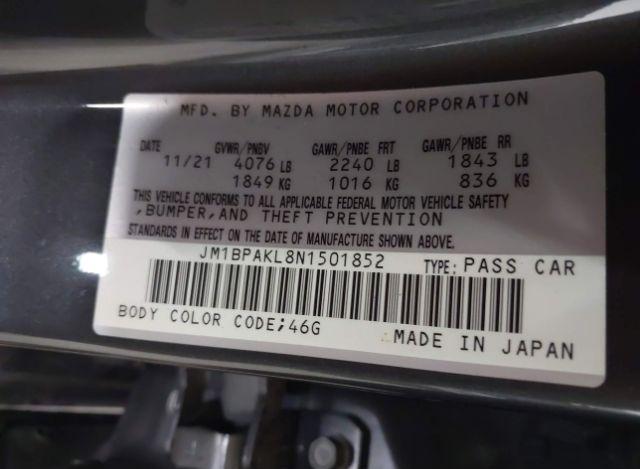 MFD. BY MAZDA MOTOR CORPORATION
DATE GVWR/PNBV GAWR/PNBE FRT GAWR/PNBE RR
11/21 4076 LB 2240 LB 1843 LB
1849 KG 1016 KG 836 KG
THIS VEHICLE CONFORMS TO ALL APPLICABLE FEDERAL MOTOR VEHICLE SAFETY
,BUMPER,AND THEFT PREVENTION
STANDARDS IN EFFECT ON THE DATE OF MANUFACTURE SHOWN ABOVE.
JM1BPAKL8N1501852 TYPE: PASS CAR
BODY COLOR CODE;46G MADE IN JAPAN